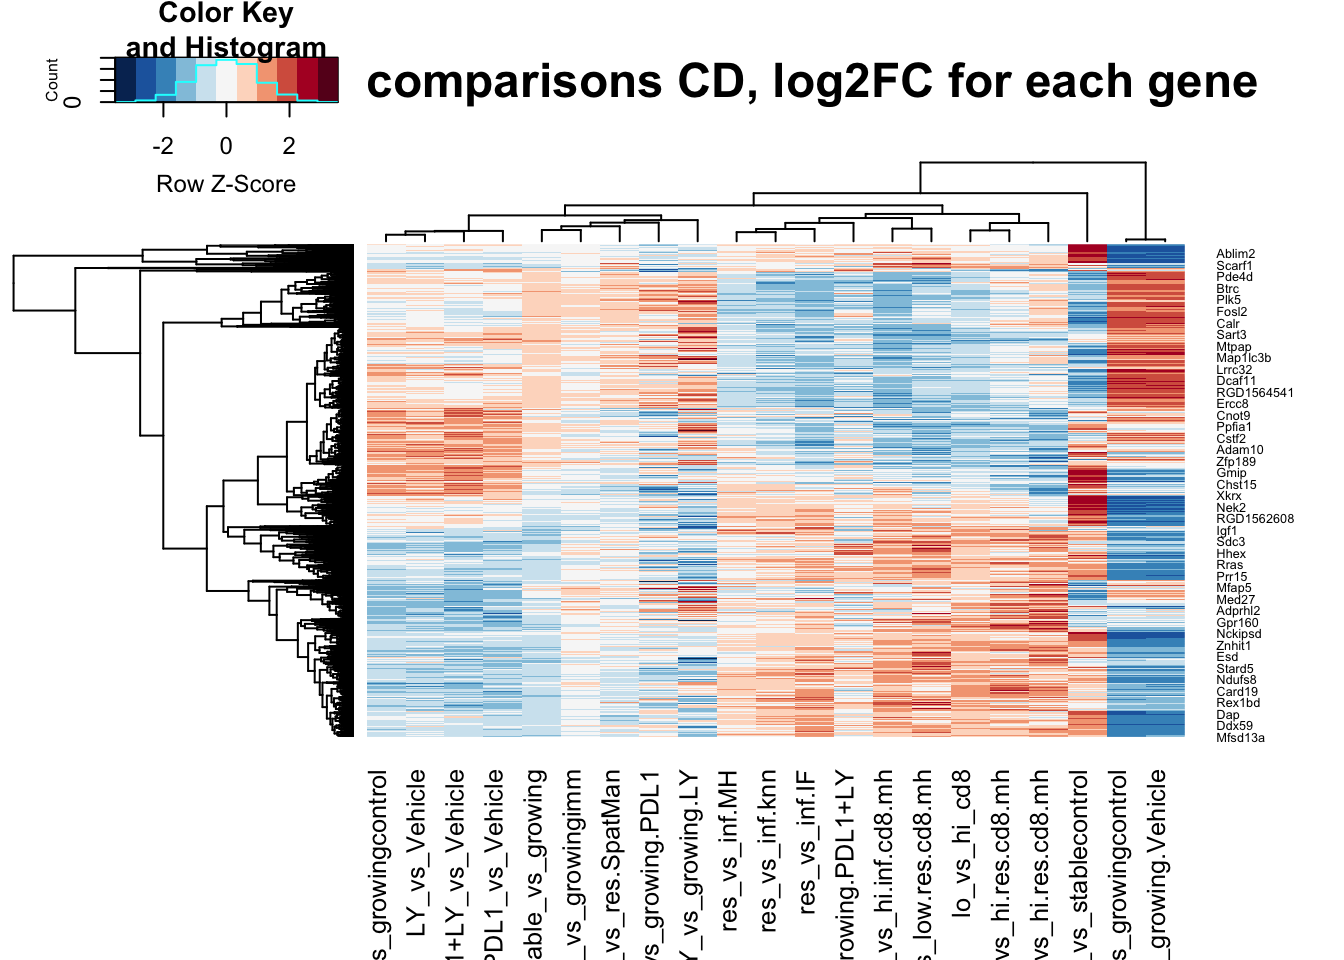 Color Key
and Histogram
Count
0
-2 0 2
Row Z-Score
comparisons CD, log2FC for each gene
Ablim2
Scarf1
Pde4d
Btrc
Plk5
Fosl2
Calr
Sart3
Mtpap
Map1lc3b
Lrrc32
Dcaf11
RGD1564541
Ercc8
Cnot9
Ppfia1
Cstf2
Adam10
Zfp189
Gmip
Chst15
Xkrx
Nek2
RGD1562608
Igf1
Sdc3
Hhex
Rras
Prr15
Mfap5
Med27
Adprhl2
Gpr160
Nckipsd
Znhit1
Esd
Stard5
Ndufs8
Card19
Rex1bd
Dap
Ddx59
Mfsd13a
s_growingcontrol
LY_vs_Vehicle
1+LY_vs_Vehicle
PDL1_vs_Vehicle
able_vs_growing
_vs_growingimm
_vs_res.SpatMan
vs_growing.PDL1
Y_vs_growing.LY
res_vs_inf.MH
res_vs_inf.knn
res_vs_inf.IF
rowing.PDL1+LY
_vs_hi.inf.cd8.mh
s_low.res.cd8.mh
lo_vs_hi_cd8
vs_hi.res.cd8.mh
_vs_hi.res.cd8.mh
_vs_stablecontrol
s_growingcontrol
_growing.Vehicle